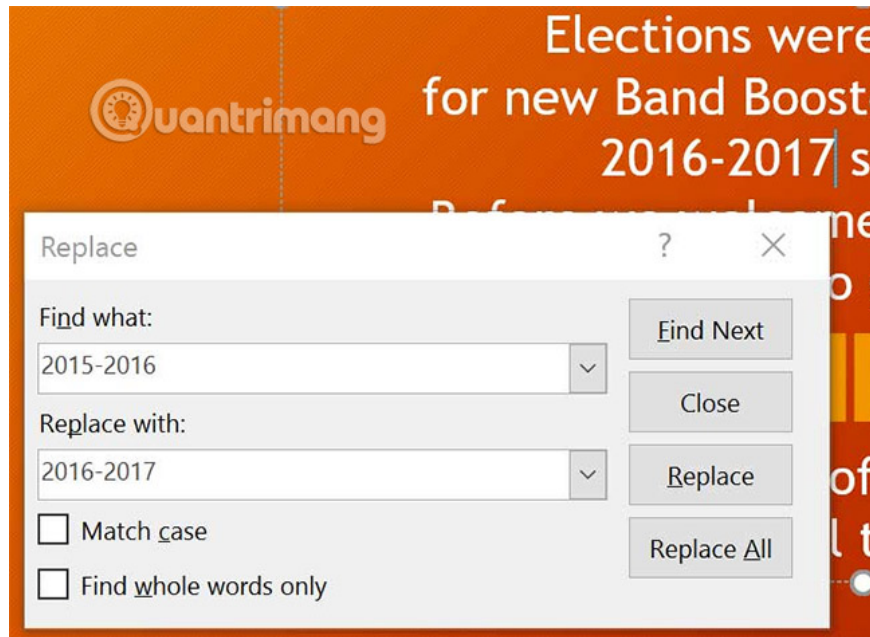 Elections were
for new Band Boost
2016-2017 s
Quantrimang
Replace
?
Find what:
2015-2016
Replace with:
2016-2017
Match case
Find whole words only
Find Next
Close
Replace
Replace All